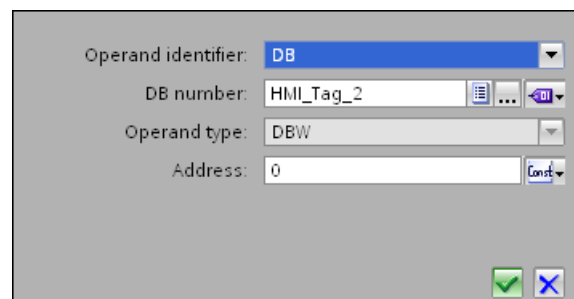 Operand identifier: DB
DB number: HMI_Tag_2 ...
Operand type: DBW
Address: 0 Const